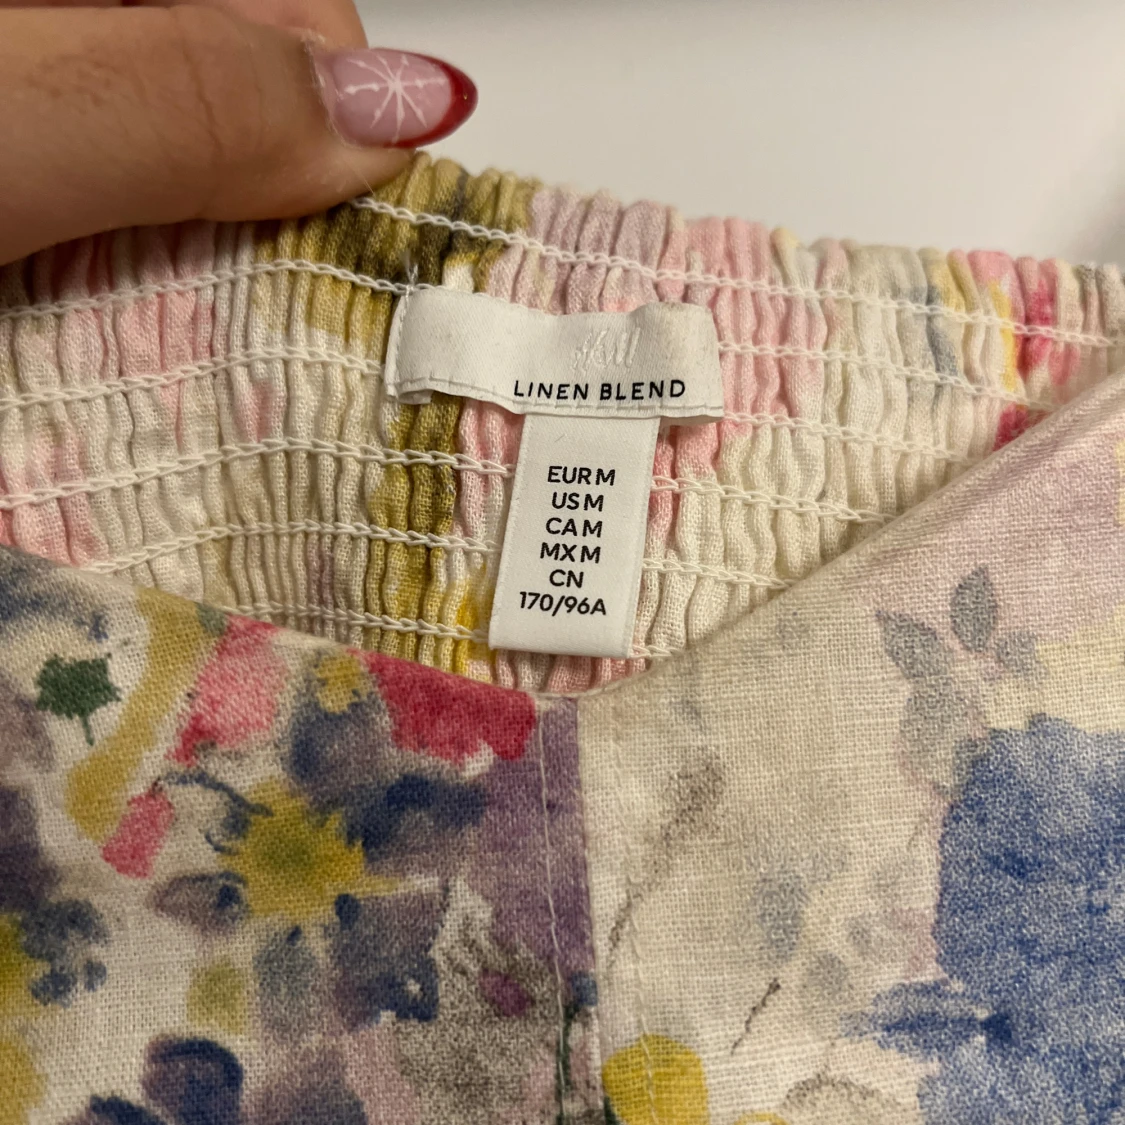 H&M
LINEN BLEND
EUR M
US M
CA M
MX M
CN
170/96A